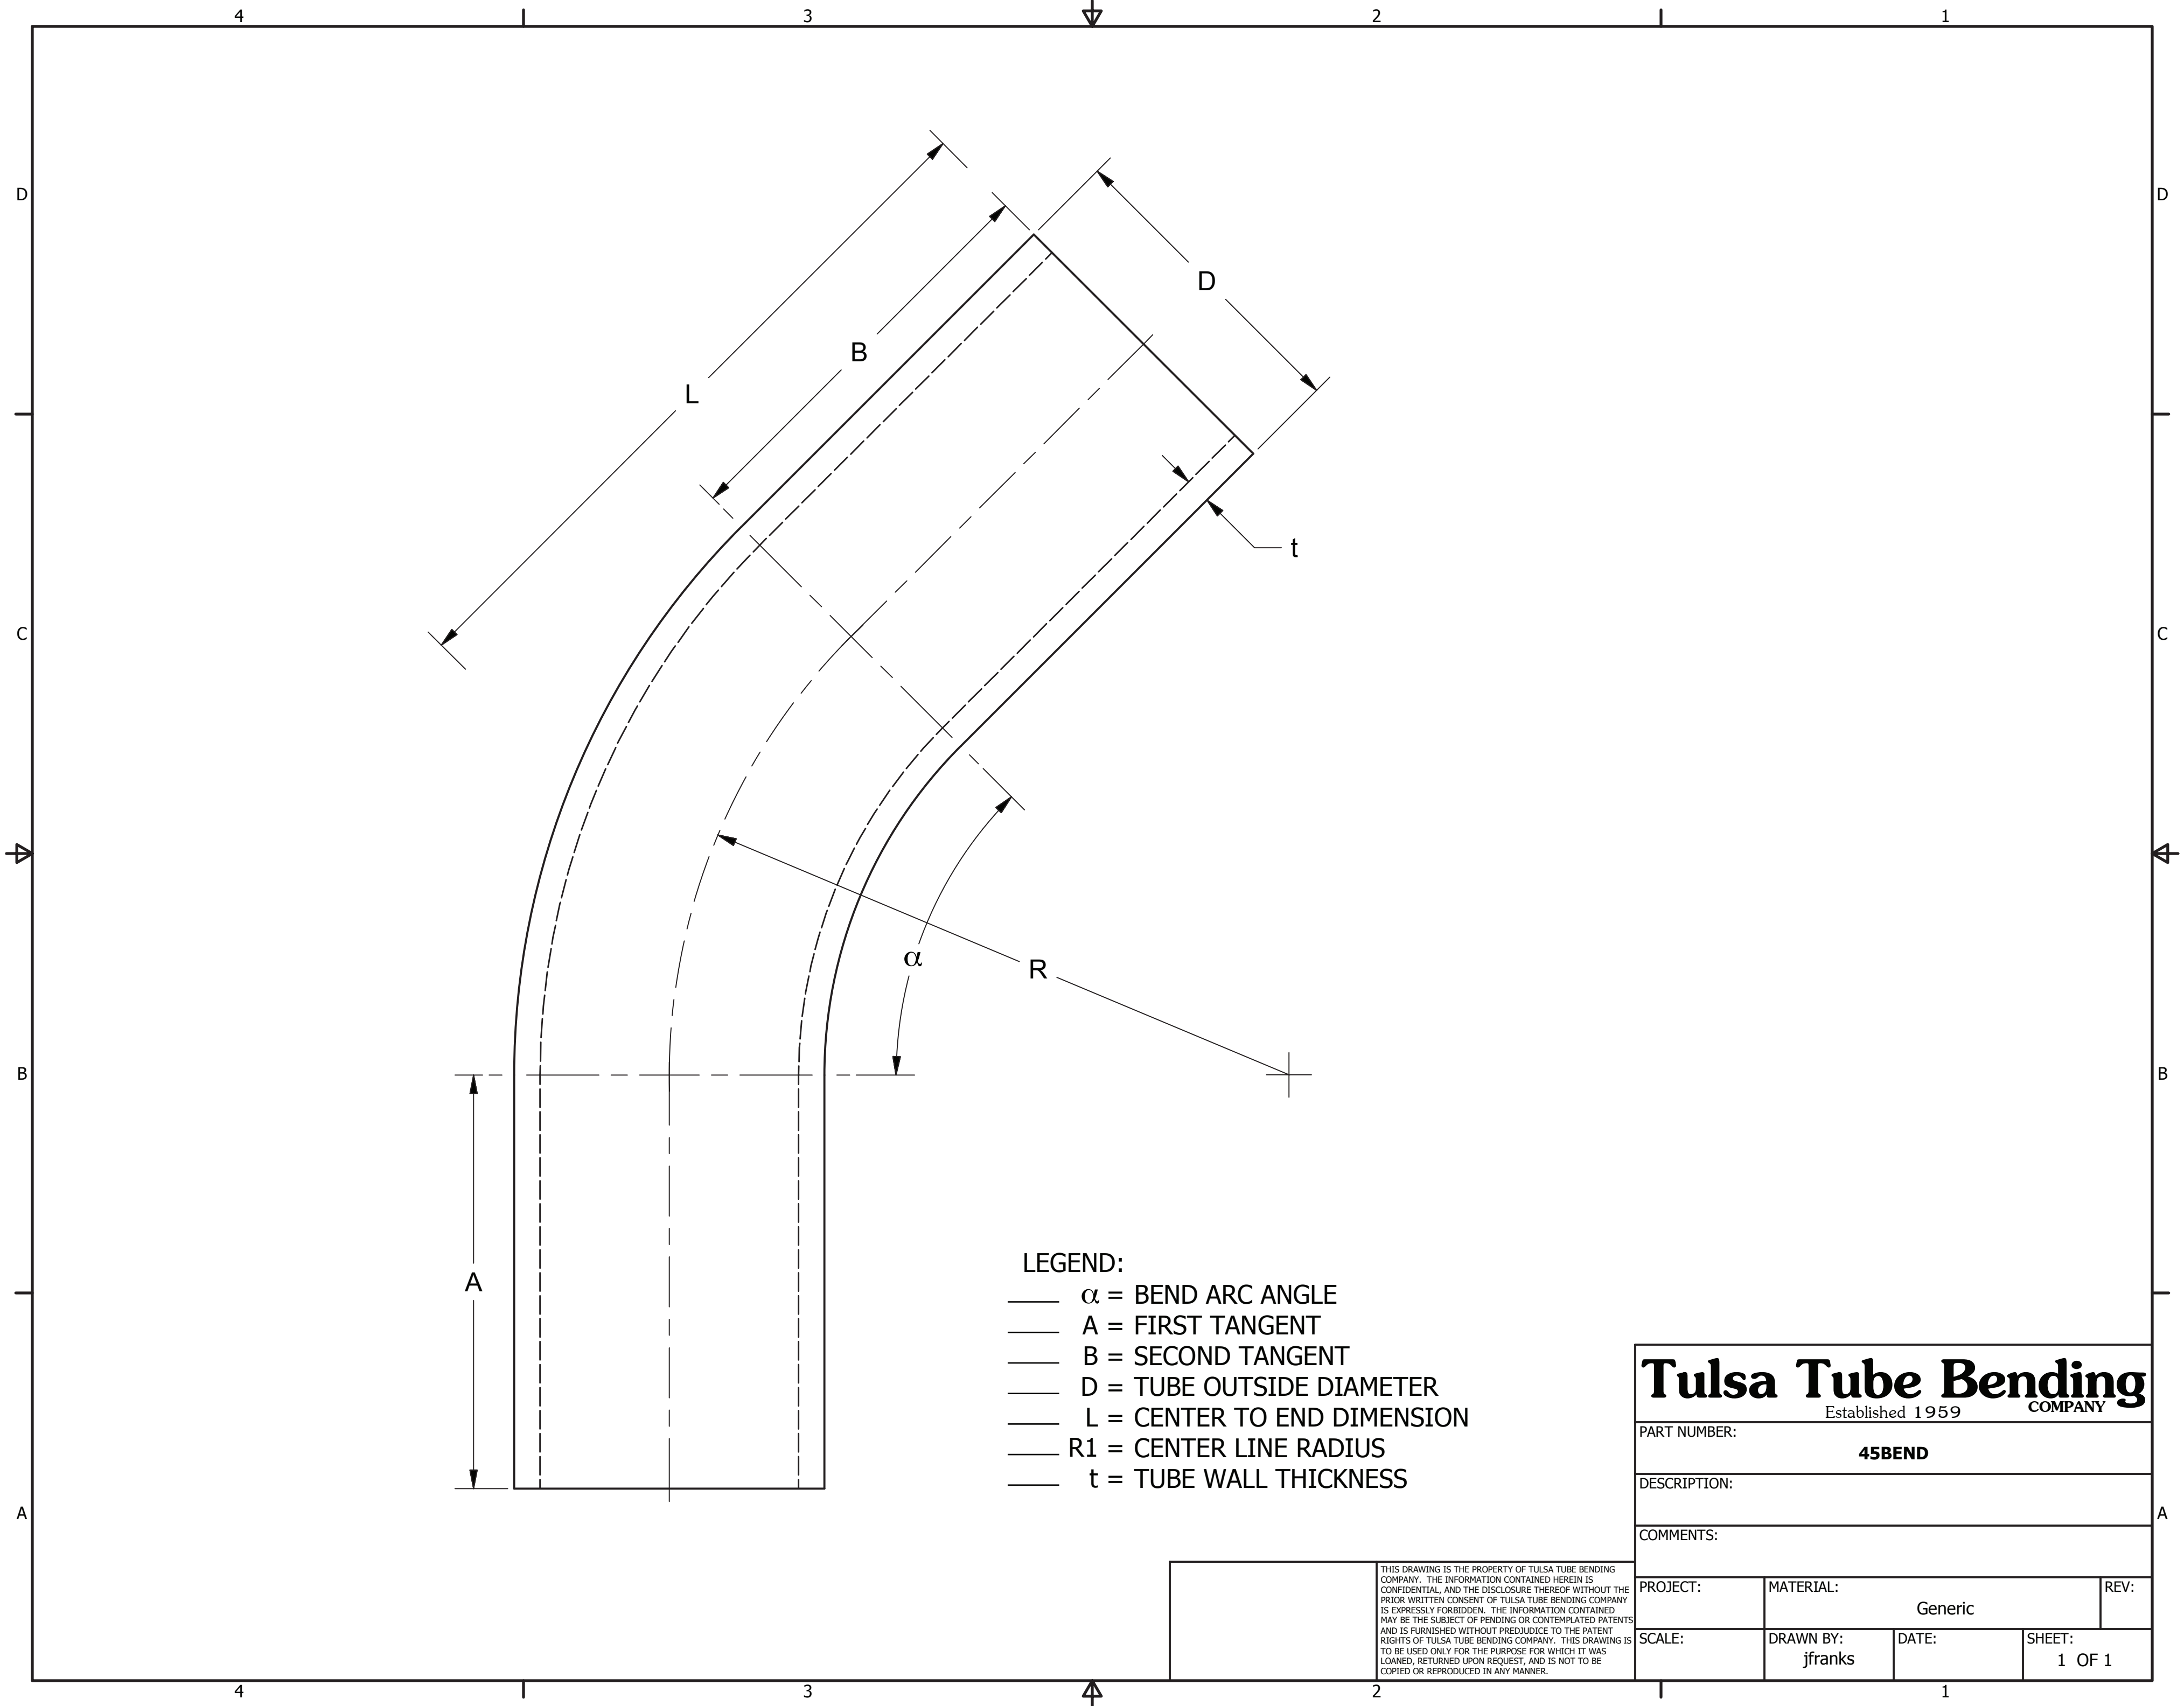 4 3 2 1
D D
L
B
D
t
C C
α
R
B B
A
LEGEND:
____ α = BEND ARC ANGLE
____ A = FIRST TANGENT
____ B = SECOND TANGENT
____ D = TUBE OUTSIDE DIAMETER
____ L = CENTER TO END DIMENSION
____ R1 = CENTER LINE RADIUS
____ t = TUBE WALL THICKNESS
A A
Tulsa Tube Bending
COMPANY
Established 1959
PART NUMBER:
45BEND
DESCRIPTION:
COMMENTS:
PROJECT: MATERIAL: REV:
Generic
SCALE: DRAWN BY: DATE: SHEET:
jfranks 1 OF 1
THIS DRAWING IS THE PROPERTY OF TULSA TUBE BENDING
COMPANY. THE INFORMATION CONTAINED HEREIN IS
CONFIDENTIAL, AND THE DISCLOSURE THEREOF WITHOUT THE
PRIOR WRITTEN CONSENT OF TULSA TUBE BENDING COMPANY
IS EXPRESSLY FORBIDDEN. THE INFORMATION CONTAINED
MAY BE THE SUBJECT OF PENDING OR CONTEMPLATED PATENTS
AND IS FURNISHED WITHOUT PREDJUDICE TO THE PATENT
RIGHTS OF TULSA TUBE BENDING COMPANY. THIS DRAWING IS
TO BE USED ONLY FOR THE PURPOSE FOR WHICH IT WAS
LOANED, RETURNED UPON REQUEST, AND IS NOT TO BE
COPIED OR REPRODUCED IN ANY MANNER.
4 3 2 1